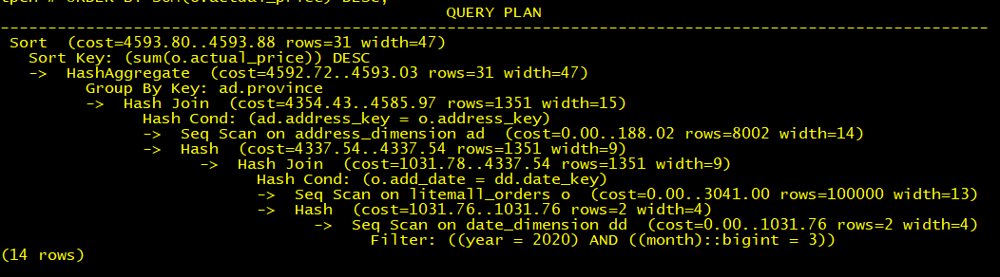 tpch # ORDER BY sum(o.actual_price) DESC;
QUERY PLAN
----------------------------------------------------------------------------------------------------------------------
Sort  (cost=4593.80..4593.88 rows=31 width=47)
Sort Key: (sum(o.actual_price)) DESC
->  HashAggregate  (cost=4592.72..4593.03 rows=31 width=47)
Group By Key: ad.province
->  Hash Join  (cost=4354.43..4585.97 rows=1351 width=15)
Hash Cond: (ad.address_key = o.address_key)
->  Seq Scan on address_dimension ad  (cost=0.00..188.02 rows=8002 width=14)
->  Hash  (cost=4337.54..4337.54 rows=1351 width=9)
->  Hash Join  (cost=1031.78..4337.54 rows=1351 width=9)
Hash Cond: (o.add_date = dd.date_key)
->  Seq Scan on litemall_orders o  (cost=0.00..3041.00 rows=100000 width=13)
->  Hash  (cost=1031.76..1031.76 rows=2 width=4)
->  Seq Scan on date_dimension dd  (cost=0.00..1031.76 rows=2 width=4)
Filter: ((year = 2020) AND ((month)::bigint = 3))
(14 rows)